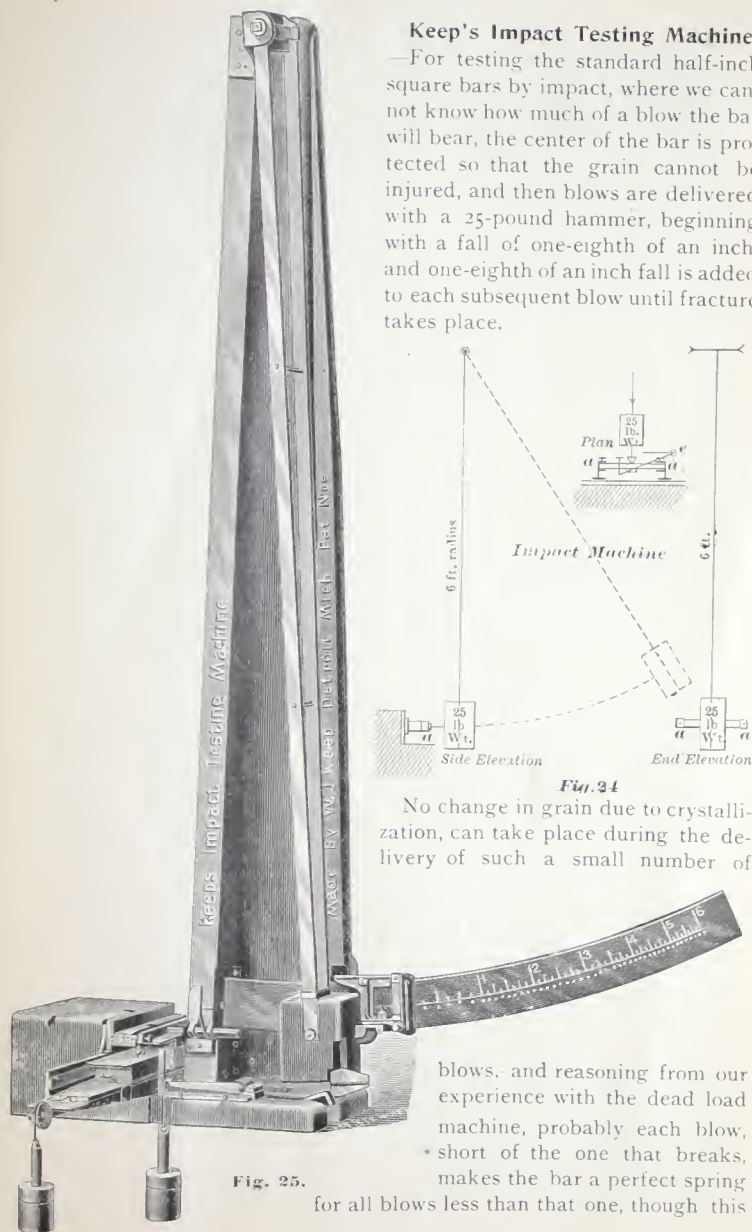 Keep's Impact Testing Machine
—For testing the standard half-inch
square bars by impact, where we can
not know how much of a blow the ba
will bear, the center of the bar is pro
tected so that the grain cannot be
injured, and then blows are delivered
with a 25-pound hammer, beginning
with a fall of one-eighth of an inch
and one-eighth of an inch fall is added
to each subsequent blow until fracture
takes place.
25
lb.
Wt.
Plan
a
e
a
6 ft. radius
Impact Machine
6 ft.
25
lb
Wt.
a
Side Elevation
25
lb
Wt.
a
a
End Elevation
Fig. 24
Keeps Impact Testing Machine
Made By W.J. Keep Detroit Mich
No change in grain due to crystalli-
zation, can take place during the de-
livery of such a small number of
1 2 3 4 5 6
blows, and reasoning from our
experience with the dead load
machine, probably each blow,
short of the one that breaks,
makes the bar a perfect spring
Fig. 25.
for all blows less than that one, though this